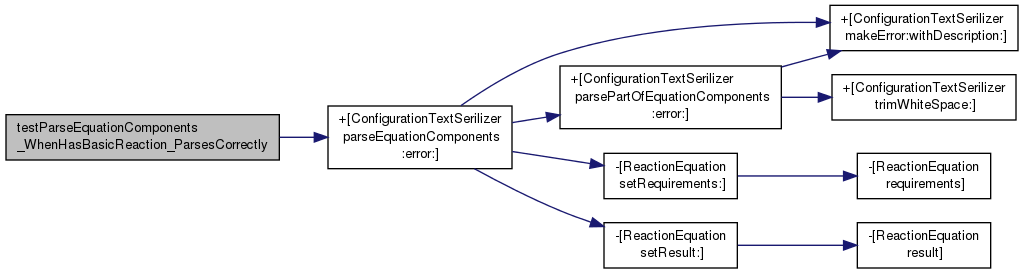 testParseEquationComponents
_WhenHasBasicReaction_ParsesCorrectly
+[ConfigurationTextSerilizer
parseEquationComponents
:error:]
+[ConfigurationTextSerilizer
makeError:withDescription:]
+[ConfigurationTextSerilizer
parsePartOfEquationComponents
:error:]
+[ConfigurationTextSerilizer
trimWhiteSpace:]
-[ReactionEquation
setRequirements:]
-[ReactionEquation
requirements]
-[ReactionEquation
setResult:]
-[ReactionEquation
result]